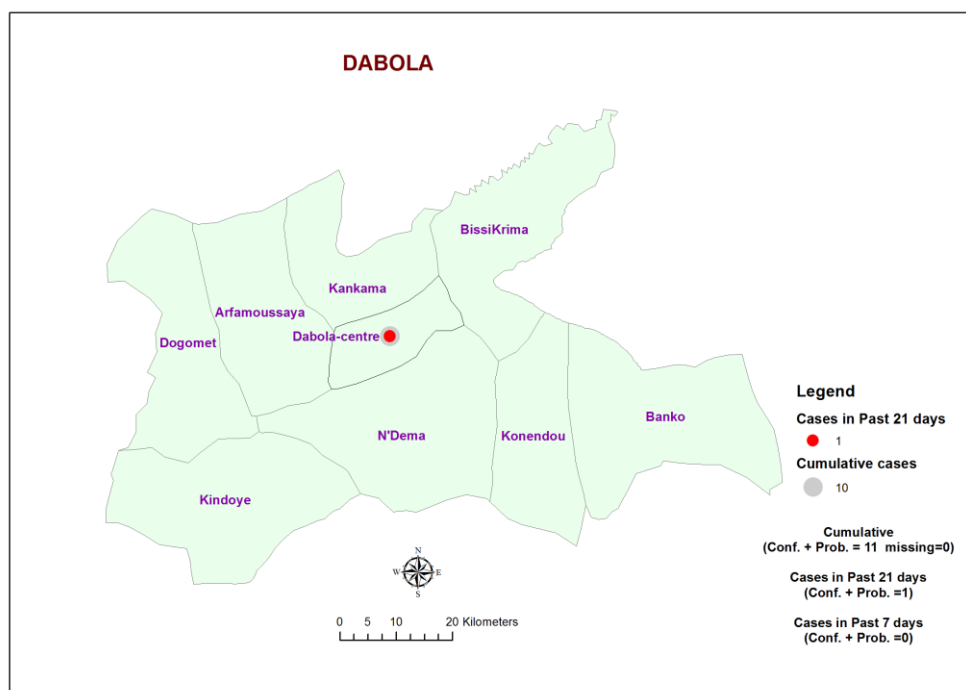 DABOLA
BissiKrima
Kankama
Arfamoussaya
Dabola-centre
Dogomet
Banko
N'Dema
Konendou
Kindoye
Legend
Cases in Past 21 days
1
Cumulative cases
10
Cumulative
(Conf. + Prob. = 11 missing=0)
Cases in Past 21 days
(Conf. + Prob. =1)
Cases in Past 7 days
(Conf. + Prob. =0)
N
W E
S
0 5 10 20 Kilometers